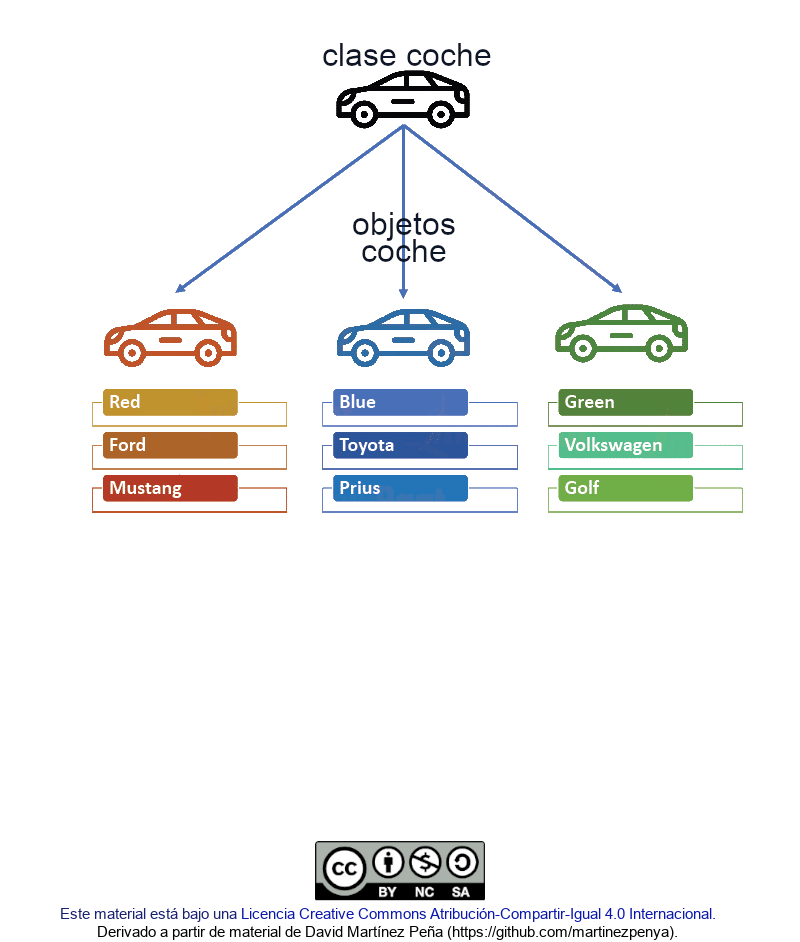 clase coche
objetos
coche
Red
Blue
Green
Ford
Toyota
Volkswagen
Mustang
Prius
Golf
CC
BY NC SA
Este material está bajo una Licencia Creative Commons Atribución-Compartir-Igual 4.0 Internacional.
Derivado a partir de material de David Martínez Peña (https://github.com/martinezpenya).